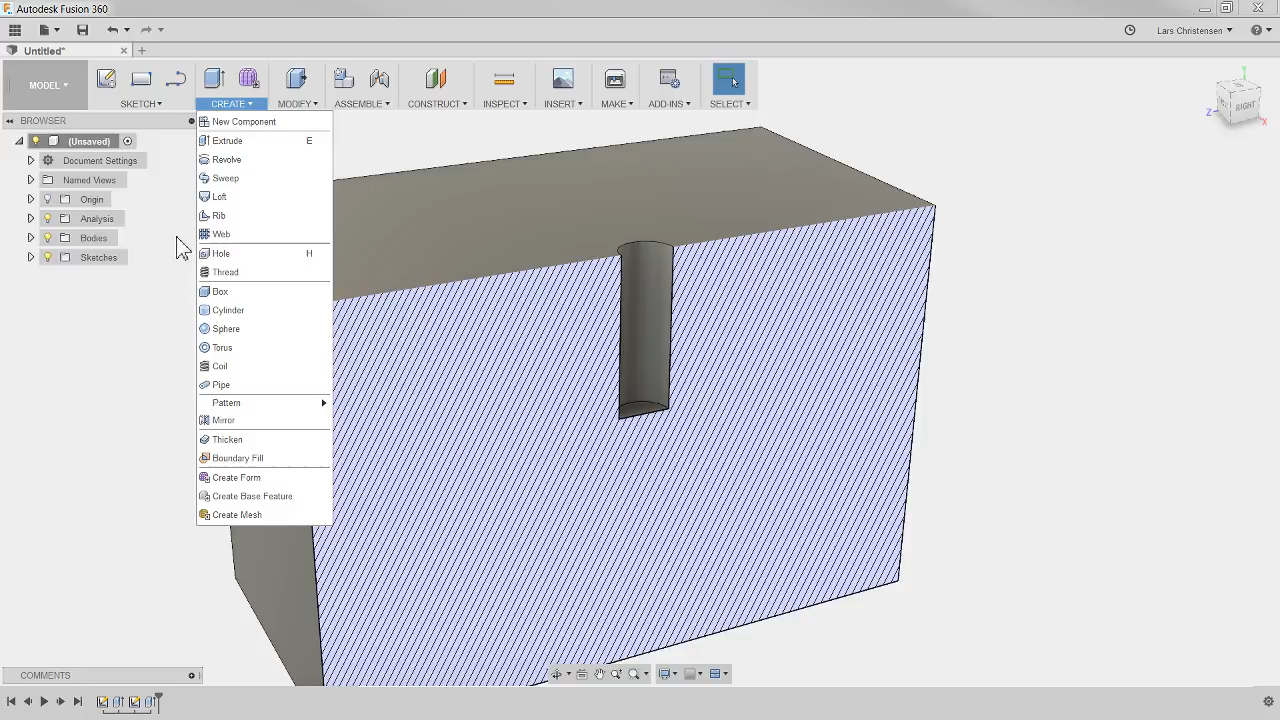 Autodesk Fusion 360
Lars Christensen
Untitled*
MODEL
SKETCH
CREATE
MODIFY
ASSEMBLE
CONSTRUCT
INSPECT
INSERT
MAKE
ADD-INS
SELECT
BROWSER
(Unsaved)
Document Settings
Named Views
Origin
Analysis
Bodies
Sketches
New Component
Extrude E
Revolve
Sweep
Loft
Rib
Web
Hole H
Thread
Box
Cylinder
Sphere
Torus
Coil
Pipe
Pattern
Mirror
Thicken
Boundary Fill
Create Form
Create Base Feature
Create Mesh
Y
RIGHT
Z
X
COMMENTS